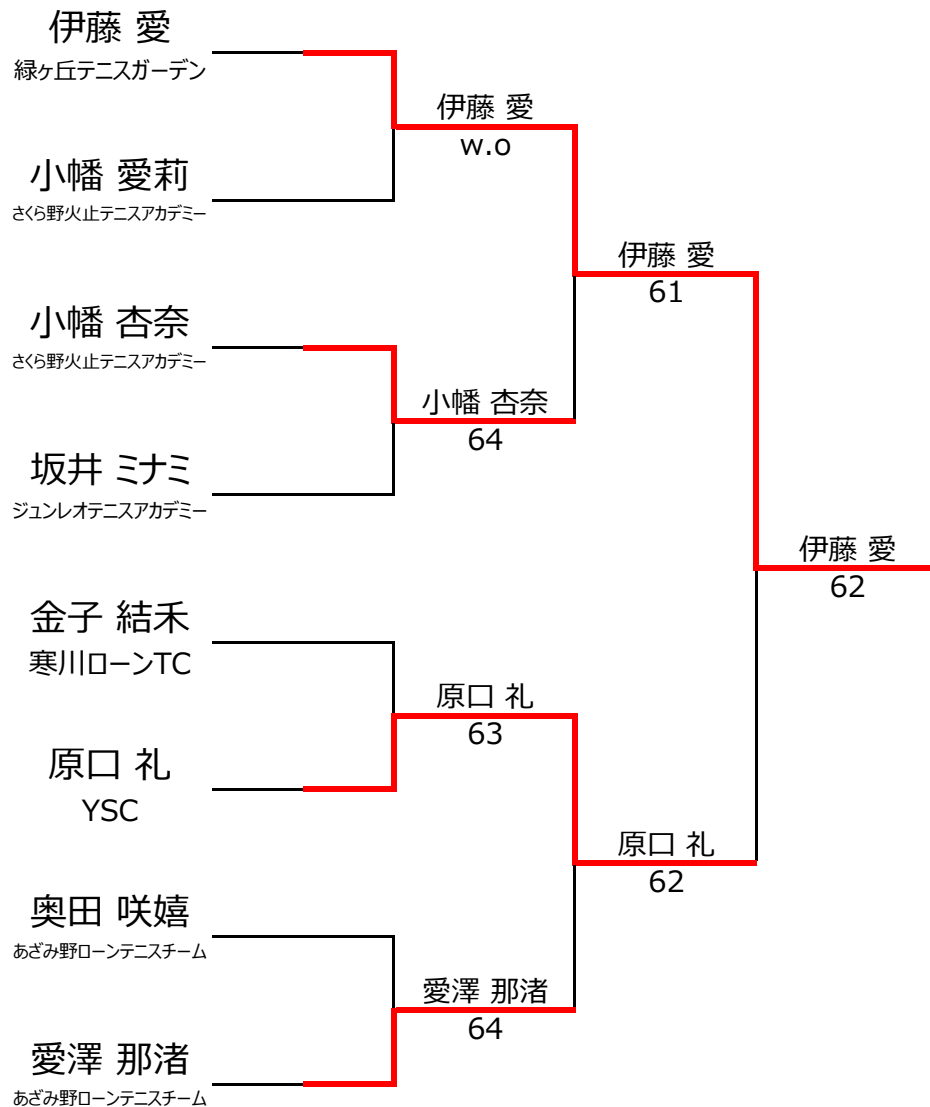 伊藤 愛
緑ヶ丘テニスガーデン
小幡 愛莉
さくら野火止テニスアカデミー
小幡 杏奈
さくら野火止テニスアカデミー
坂井 ミナミ
ジュンレオテニスアカデミー
金子 結禾
寒川ローンTC
原口 礼
YSC
奥田 咲嬉
あざみ野ローンテニスチーム
愛澤 那渚
あざみ野ローンテニスチーム
伊藤 愛
w.o
小幡 杏奈
64
原口 礼
63
愛澤 那渚
64
伊藤 愛
61
原口 礼
62
伊藤 愛
62